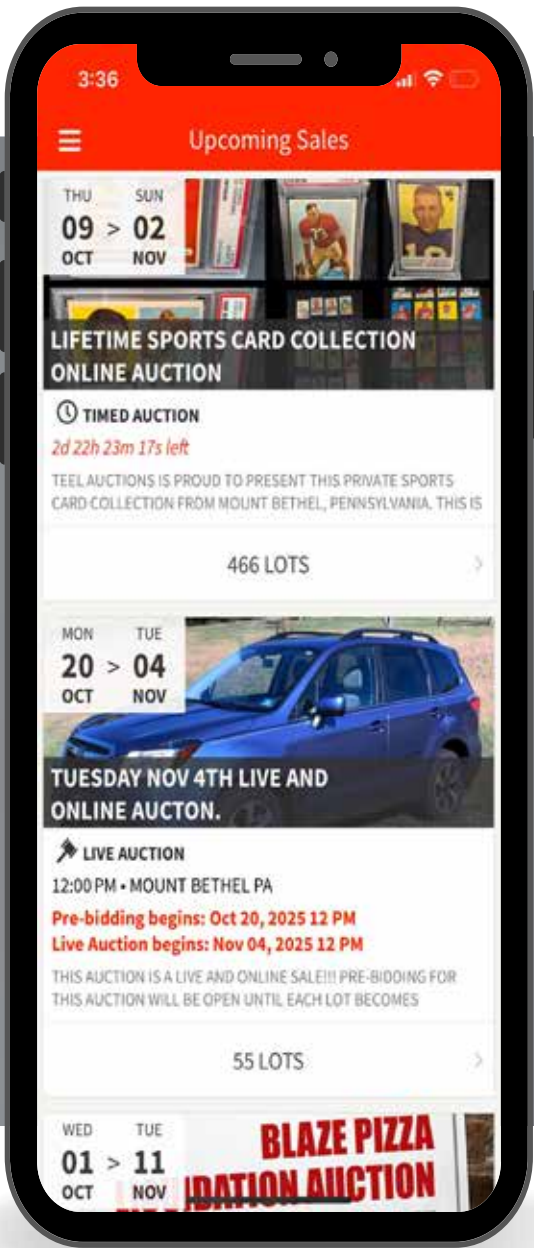 3:36
Upcoming Sales
THU SUN
09 > 02
OCT NOV
73
LIFETIME SPORTS CARD COLLECTION
ONLINE AUCTION
TIMED AUCTION
2d 22h 23m 17s left
TEEL AUCTIONS IS PROUD TO PRESENT THIS PRIVATE SPORTS
CARD COLLECTION FROM MOUNT BETHEL, PENNSYLVANIA. THIS IS
466 LOTS
MON TUE
20 > 04
OCT NOV
TUESDAY NOV 4TH LIVE AND
ONLINE AUCTON.
LIVE AUCTION
12:00 PM • MOUNT BETHEL PA
Pre-bidding begins: Oct 20, 2025 12 PM
Live Auction begins: Nov 04, 2025 12 PM
THIS AUCTION IS A LIVE AND ONLINE SALE!!! PRE-BIDDING FOR
THIS AUCTION WILL BE OPEN UNTIL EACH LOT BECOMES
55 LOTS
WED TUE
01 > 11
OCT NOV
BLAZE PIZZA
IDATION AUCTION